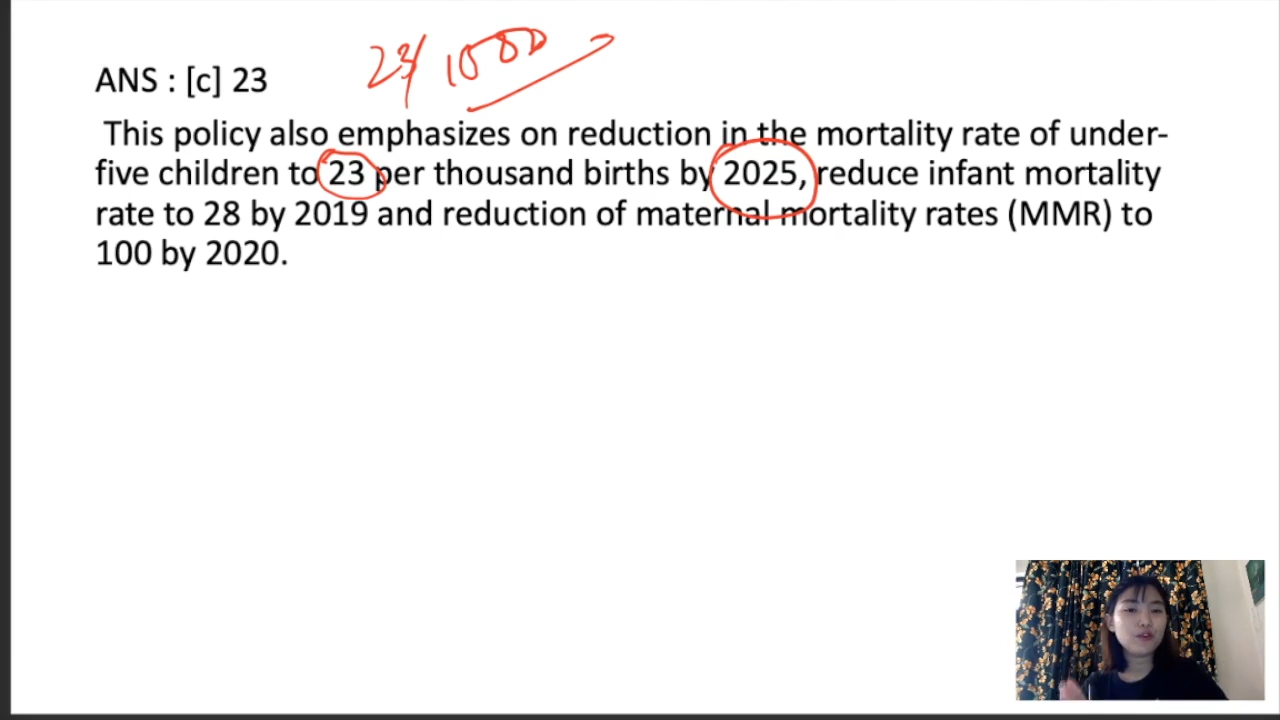 23/ 1000
ANS : [c] 23
This policy also emphasizes on reduction in the mortality rate of under-
five children to 23 per thousand births by 2025, reduce infant mortality
rate to 28 by 2019 and reduction of maternal mortality rates (MMR) to
100 by 2020.